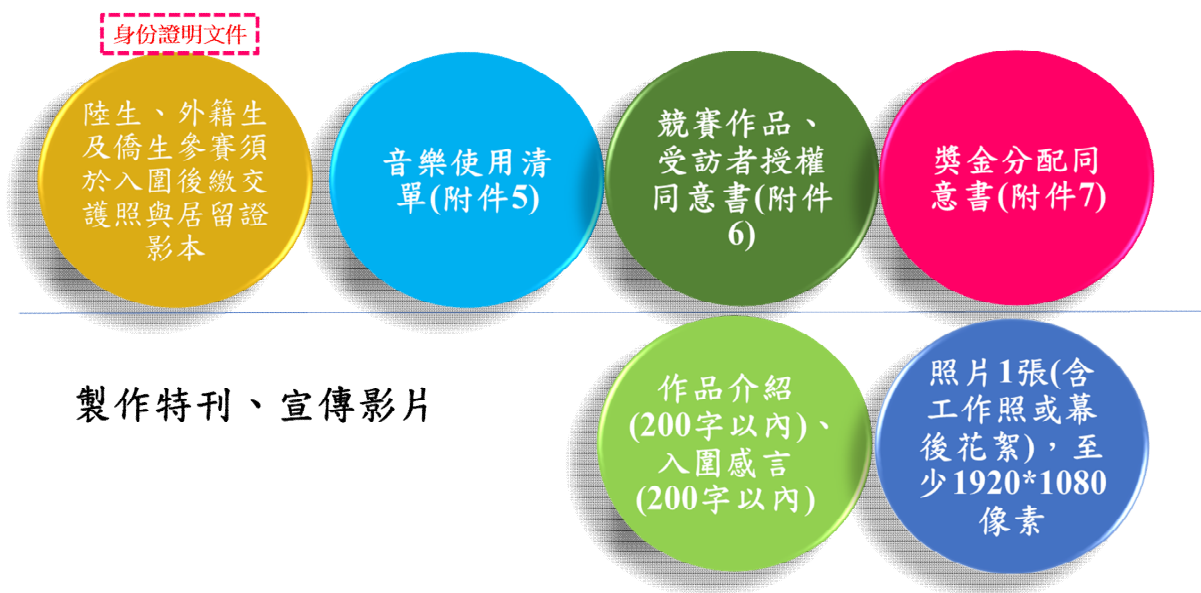 身份證明文件
陸生、外籍生
及僑生參賽須
於入圍後繳交
護照與居留證
影本
音樂使用清
單(附件5)
競賽作品、
受訪者授權
同意書(附件
6)
獎金分配同
意書(附件7)
製作特刊、宣傳影片
作品介紹
(200字以內)、
入圍感言
(200字以內)
照片1張(含
工作照或幕
後花絮)，至
少1920*1080
像素